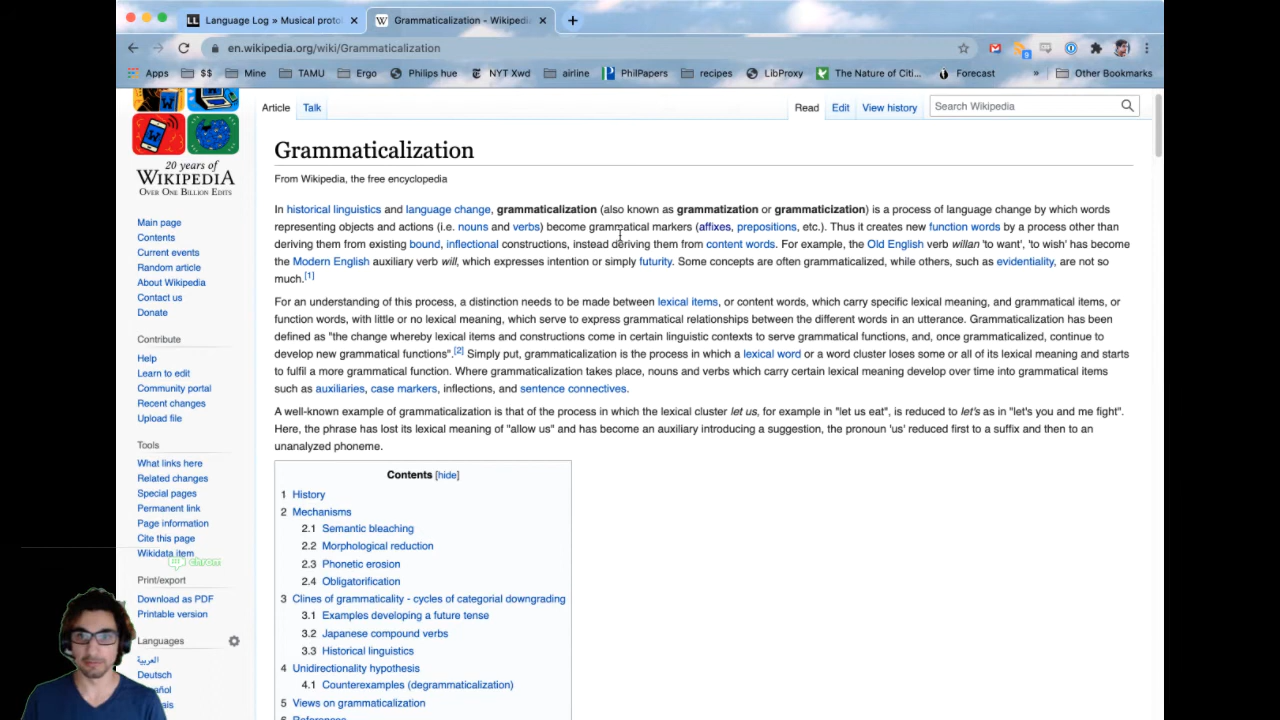 Language Log » Musical proto
Grammaticalization - Wikipedi
en.wikipedia.org/wiki/Grammaticalization
9
Apps $$ Mine TAMU Ergo Philips hue NYT Xwd airline PhilPapers recipes LibProxy The Nature of Citi... Forecast » Other Bookmarks
Article Talk Read Edit View history Search Wikipedia
20 years of
WIKIPEDIA
OVER ONE BILLION EDITS
Main page
Contents
Current events
Random article
About Wikipedia
Contact us
Donate
Contribute
Help
Learn to edit
Community portal
Recent changes
Upload file
Tools
What links here
Related changes
Special pages
Permanent link
Page information
Cite this page
Wikidata item
chrom
Print/export
Download as PDF
Printable version
Languages
العربية
Deutsch
Grammaticalization
From Wikipedia, the free encyclopedia
In historical linguistics and language change, grammaticalization (also known as grammatization or grammaticization) is a process of language change by which words
representing objects and actions (i.e. nouns and verbs) become grammatical markers (affixes, prepositions, etc.). Thus it creates new function words by a process other than
deriving them from existing bound, inflectional constructions, instead deriving them from content words. For example, the Old English verb willan 'to want', 'to wish' has become
the Modern English auxiliary verb will, which expresses intention or simply futurity. Some concepts are often grammaticalized, while others, such as evidentiality, are not so
much.[1]
For an understanding of this process, a distinction needs to be made between lexical items, or content words, which carry specific lexical meaning, and grammatical items, or
function words, with little or no lexical meaning, which serve to express grammatical relationships between the different words in an utterance. Grammaticalization has been
defined as "the change whereby lexical items and constructions come in certain linguistic contexts to serve grammatical functions, and, once grammaticalized, continue to
develop new grammatical functions".[2] Simply put, grammaticalization is the process in which a lexical word or a word cluster loses some or all of its lexical meaning and starts
to fulfil a more grammatical function. Where grammaticalization takes place, nouns and verbs which carry certain lexical meaning develop over time into grammatical items
such as auxiliaries, case markers, inflections, and sentence connectives.
A well-known example of grammaticalization is that of the process in which the lexical cluster let us, for example in "let us eat", is reduced to let's as in "let's you and me fight".
Here, the phrase has lost its lexical meaning of "allow us" and has become an auxiliary introducing a suggestion, the pronoun 'us' reduced first to a suffix and then to an
unanalyzed phoneme.
Contents [hide]
1 History
2 Mechanisms
2.1 Semantic bleaching
2.2 Morphological reduction
2.3 Phonetic erosion
2.4 Obligatorification
3 Clines of grammaticality - cycles of categorial downgrading
3.1 Examples developing a future tense
3.2 Japanese compound verbs
3.3 Historical linguistics
4 Unidirectionality hypothesis
4.1 Counterexamples (degrammaticalization)
5 Views on grammaticalization